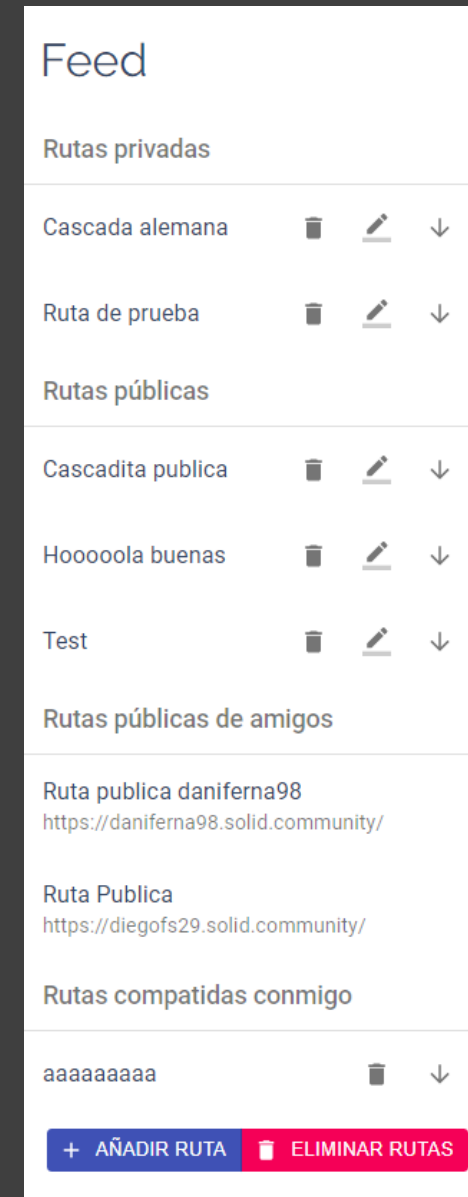 Feed
Rutas privadas
Cascada alemana
Ruta de prueba
Rutas públicas
Cascadita publica
Hooooola buenas
Test
Rutas públicas de amigos
Ruta publica daniferna98
https://daniferna98.solid.community/
Ruta Publica
https://diegofs29.solid.community/
Rutas compatidas conmigo
aaaaaaaaa
+ AÑADIR RUTA ELIMINAR RUTAS